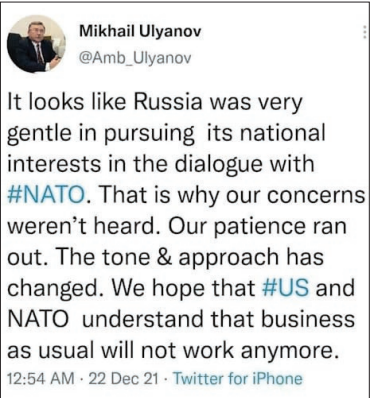 Mikhail Ulyanov
@Amb_Ulyanov
It looks like Russia was very
gentle in pursuing its national
interests in the dialogue with
#NATO. That is why our concerns
weren't heard. Our patience ran
out. The tone & approach has
changed. We hope that #US and
NATO understand that business
as usual will not work anymore.
12:54 AM · 22 Dec 21 · Twitter for iPhone